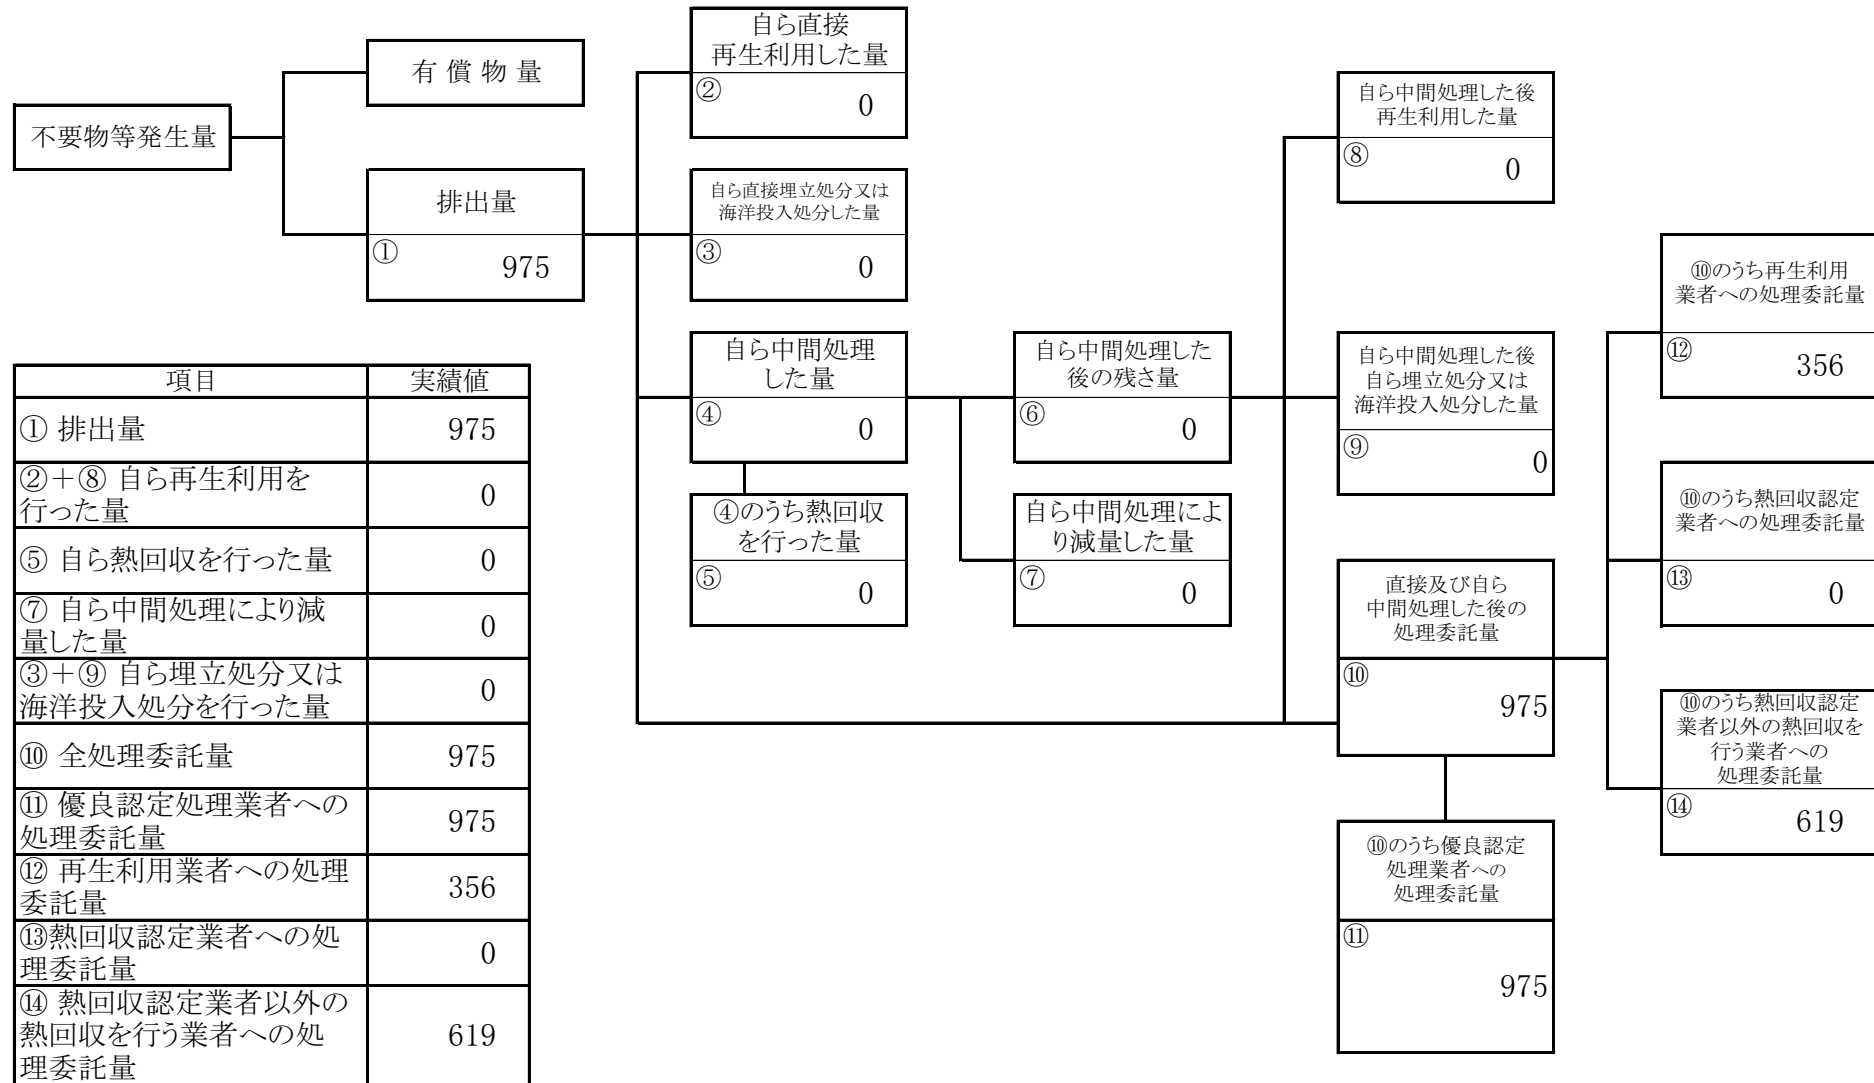 不要物等発生量
有 償 物 量
排出量
①
975
自ら直接
再生利用した量
②
0
自ら直接埋立処分又は
海洋投入処分した量
③
0
自ら中間処理
した量
④
0
④のうち熱回収
を行った量
⑤
0
自ら中間処理した
後の残さ量
⑥
0
自ら中間処理によ
り減量した量
⑦
0
自ら中間処理した後
再生利用した量
⑧
0
自ら中間処理した後
自ら埋立処分又は
海洋投入処分した量
⑨
0
直接及び自ら
中間処理した後の
処理委託量
⑩
975
⑩のうち優良認定
処理業者への
処理委託量
⑪
975
⑩のうち再生利用
業者への処理委託量
⑫
356
⑩のうち熱回収認定
業者への処理委託量
⑬
0
⑩のうち熱回収認定
業者以外の熱回収を
行う業者への
処理委託量
⑭
619
項目 実績値
① 排出量 975
②＋⑧ 自ら再生利用を
行った量 0
⑤ 自ら熱回収を行った量 0
⑦ 自ら中間処理により減
量した量 0
③＋⑨ 自ら埋立処分又は
海洋投入処分を行った量 0
⑩ 全処理委託量 975
⑪ 優良認定処理業者への
処理委託量 975
⑫ 再生利用業者への処理
委託量 356
⑬熱回収認定業者への処
理委託量 0
⑭ 熱回収認定業者以外の
熱回収を行う業者への処
理委託量 619